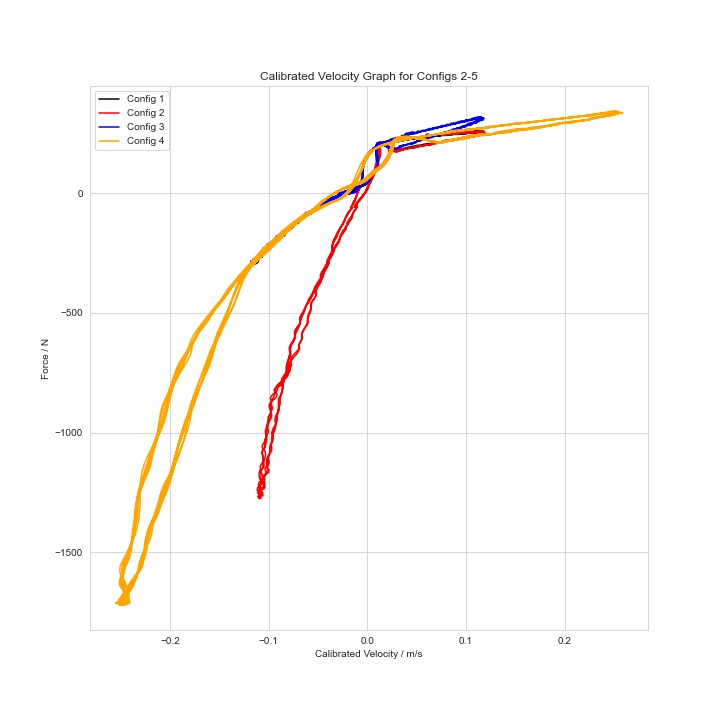 Calibrated Velocity Graph for Configs 2-5
Config 1
Config 2
Config 3
Config 4
0
−500
−1000
−1500
Force / N
−0.2
−0.1
0.0
0.1
0.2
Calibrated Velocity / m/s